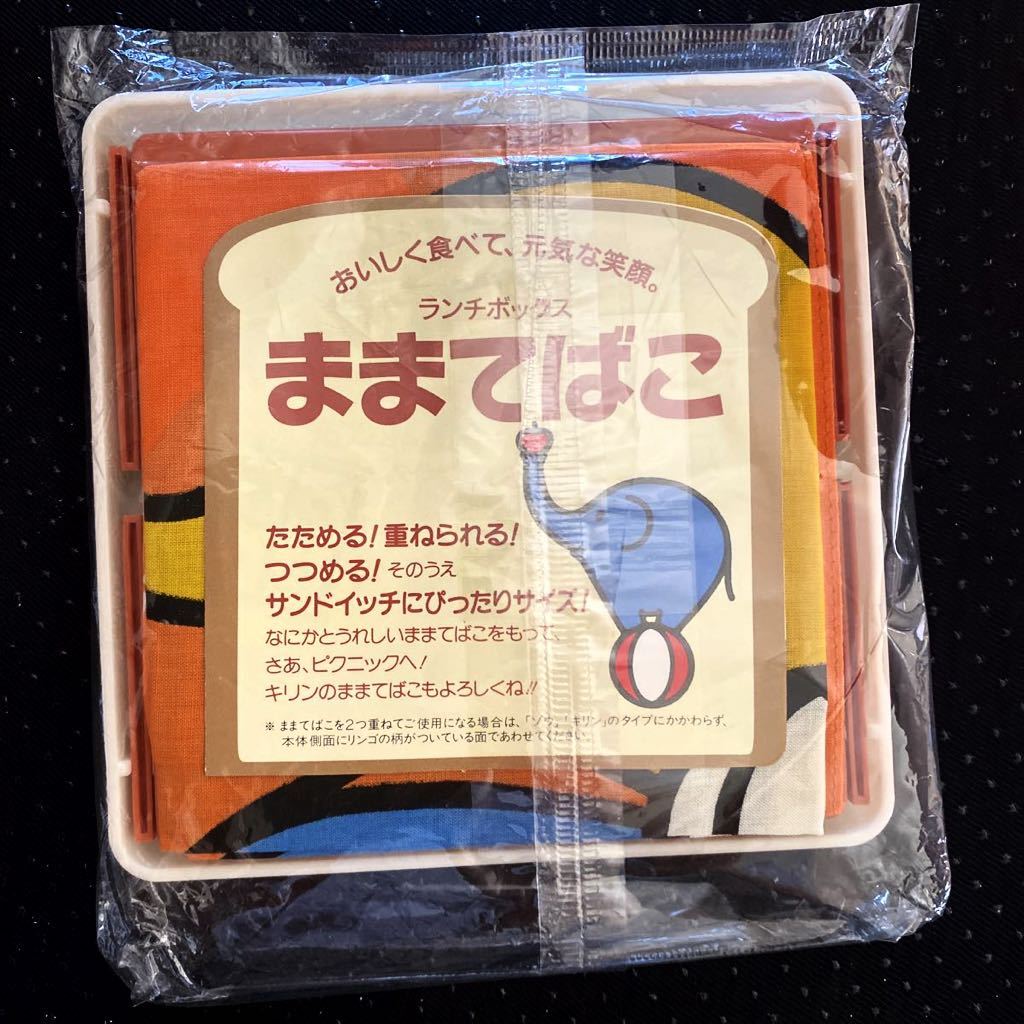 おいしく食べて、元気な笑顔。
ランチボックス
ままてばこ
たためる！重ねられる！
つつめる！そのうえ
サンドイッチにぴったりサイズ！
なにかとうれしいままてばこをもって、
さあ、ピクニックへ！
キリンのままてばこもよろしくね!!
※ ままてばこを2つ重ねてご使用になる場合は、「ゾウ」「キリン」のタイプにかかわらず、
本体側面にリンゴの柄がついている面であわせてください。